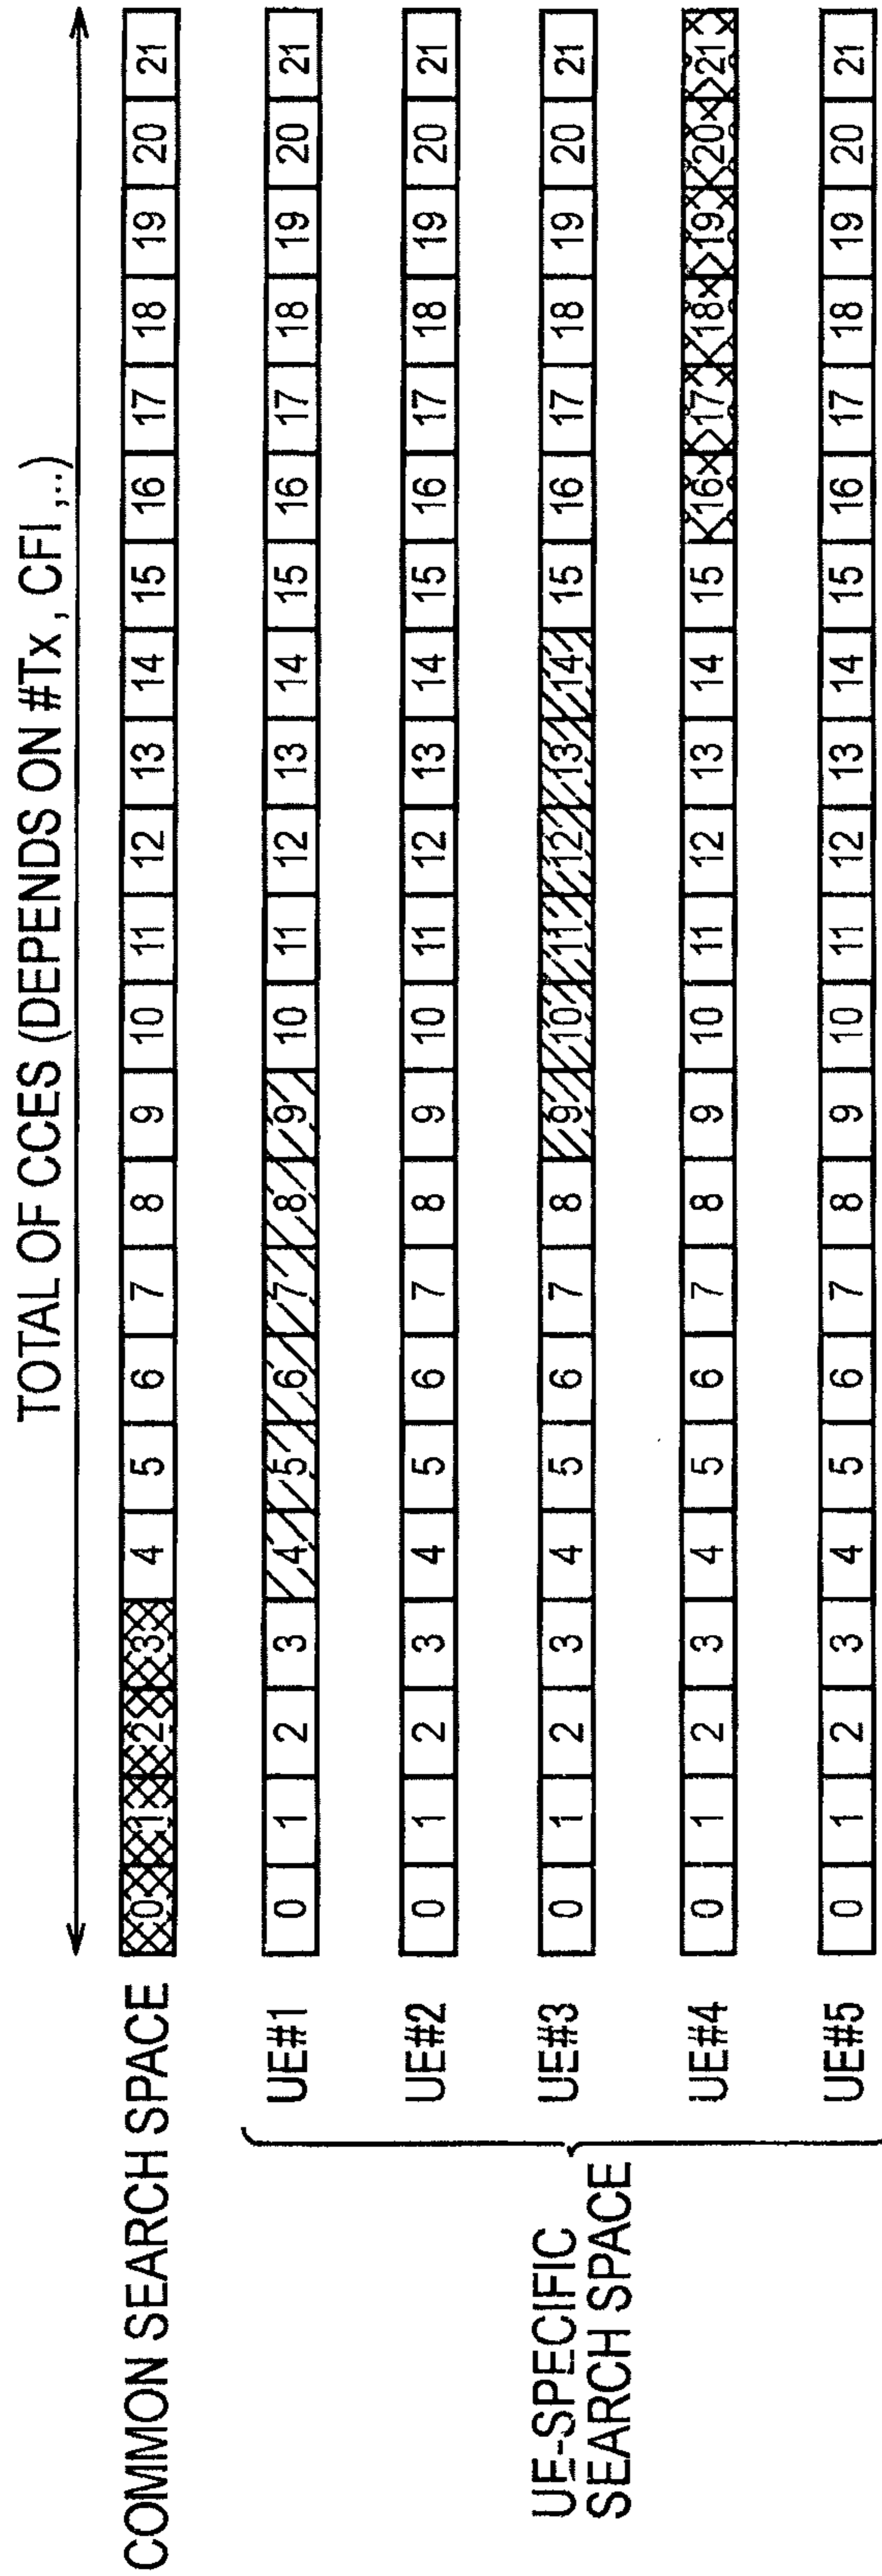 TOTAL OF CCES (DEPENDS ON #Tx, CFI,..)
COMMON SEARCH SPACE 0 1 2 3 4 5 6 7 8 9 10 11 12 13 14 15 16 17 18 19 20 21
UE#1 0 1 2 3 4 5 6 7 8 9 10 11 12 13 14 15 16 17 18 19 20 21
UE#2 0 1 2 3 4 5 6 7 8 9 10 11 12 13 14 15 16 17 18 19 20 21
UE#3 0 1 2 3 4 5 6 7 8 9 10 11 12 13 14 15 16 17 18 19 20 21
UE#4 0 1 2 3 4 5 6 7 8 9 10 11 12 13 14 15 16 17 18 19 20 21
UE#5 0 1 2 3 4 5 6 7 8 9 10 11 12 13 14 15 16 17 18 19 20 21
UE-SPECIFIC
SEARCH SPACE